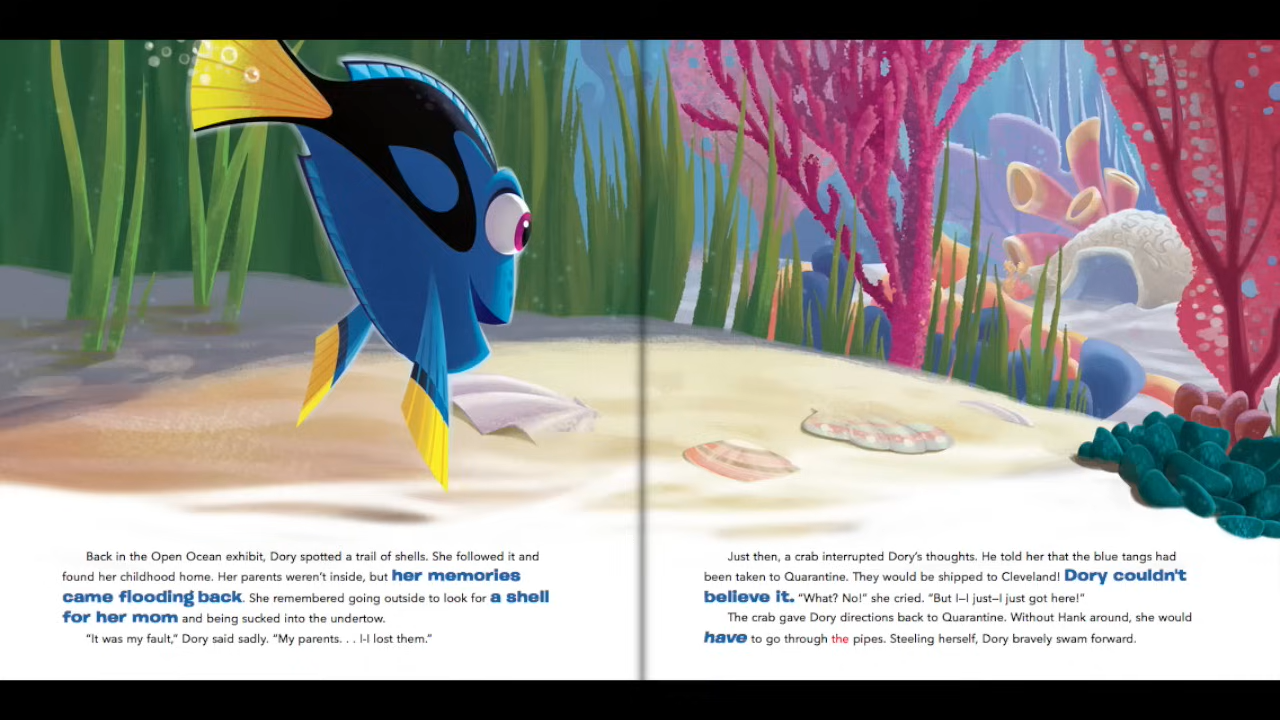 Back in the Open Ocean exhibit, Dory spotted a trail of shells. She followed it and
found her childhood home. Her parents weren't inside, but her memories
came flooding back. She remembered going outside to look for a shell
for her mom and being sucked into the undertow.
"It was my fault," Dory said sadly. "My parents. . . I-I lost them."
Just then, a crab interrupted Dory's thoughts. He told her that the blue tangs had
been taken to Quarantine. They would be shipped to Cleveland! Dory couldn't
believe it. "What? No!" she cried. "But I–I just–I just got here!"
The crab gave Dory directions back to Quarantine. Without Hank around, she would
have to go through the pipes. Steeling herself, Dory bravely swam forward.